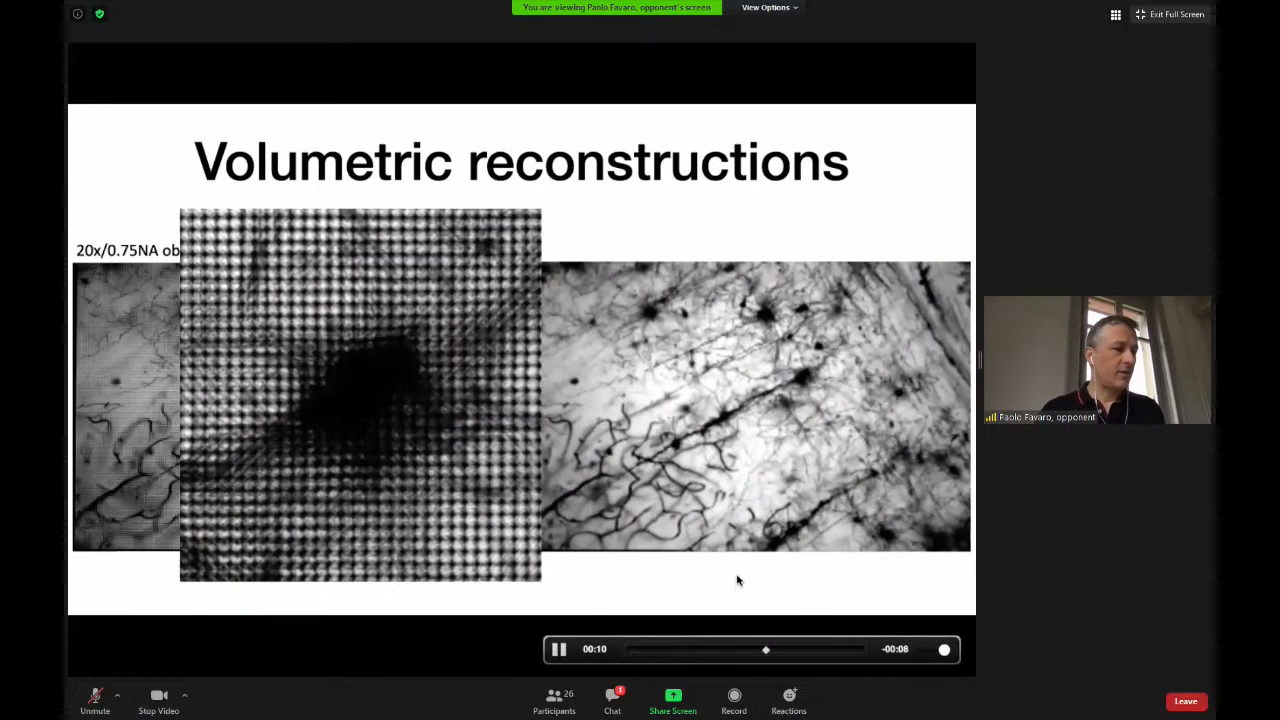 You are viewing Paolo Favaro, opponent's screen
View Options
Exit Full Screen
Volumetric reconstructions
20x/0.75NA ob
Paolo Favaro, opponent
00:10
-00:08
Unmute
Stop Video
26
Participants
1
Chat
Share Screen
Record
Reactions
Leave